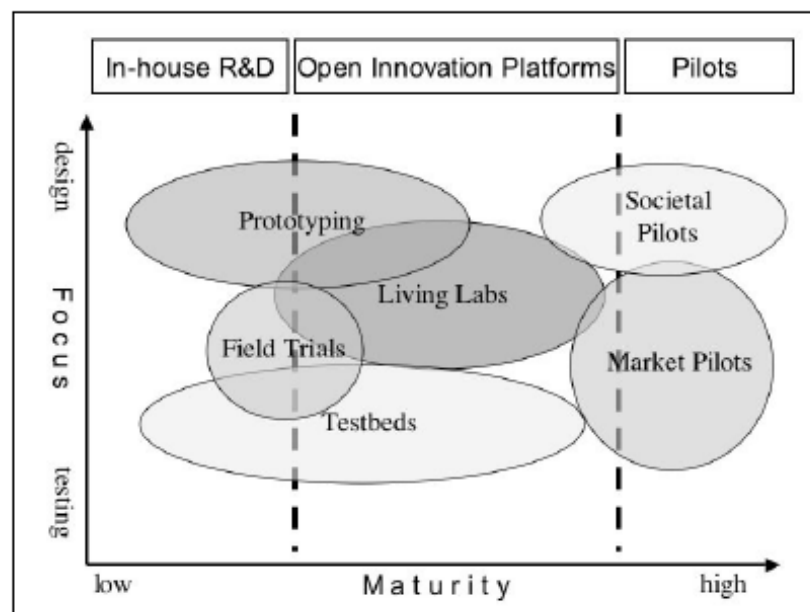 In-house R&D
Open Innovation Platforms
Pilots
design
Focus
testing
Prototyping
Societal
Pilots
Living Labs
Field Trials
Market Pilots
Testbeds
low
Maturity
high